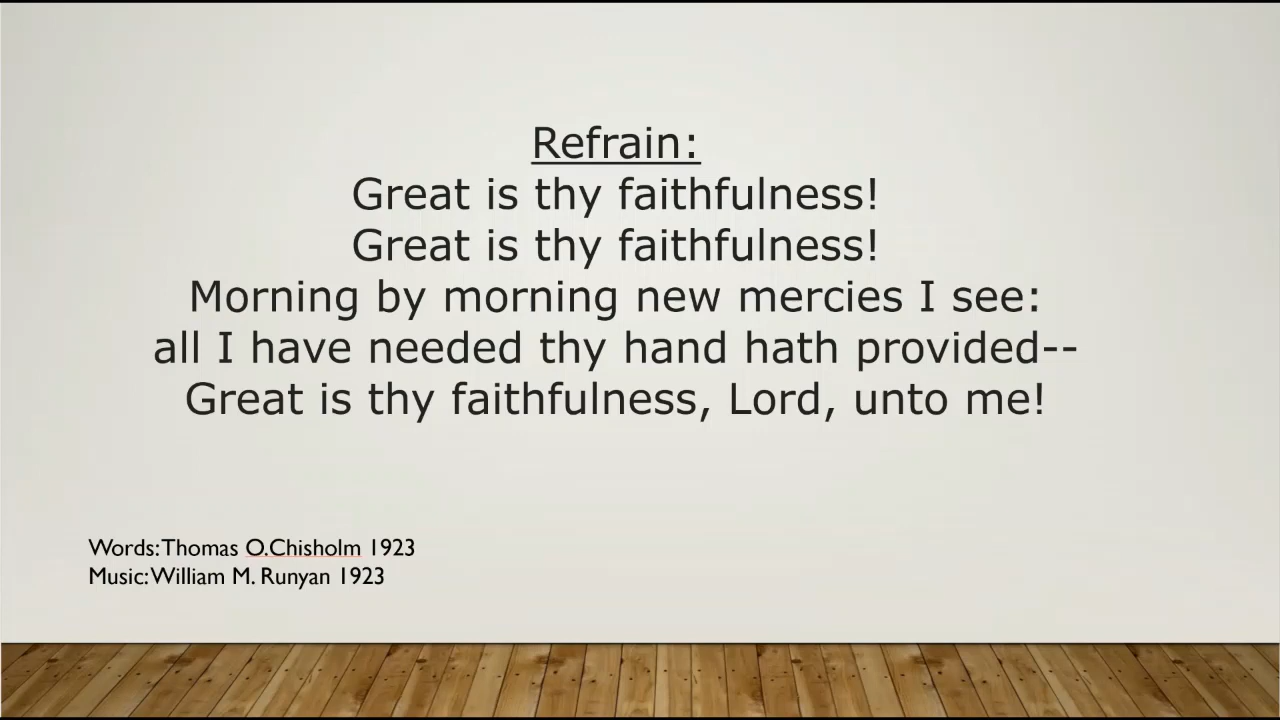 Refrain:
Great is thy faithfulness!
Great is thy faithfulness!
Morning by morning new mercies I see:
all I have needed thy hand hath provided--
Great is thy faithfulness, Lord, unto me!
Words:Thomas O.Chisholm 1923
Music:William M. Runyan 1923